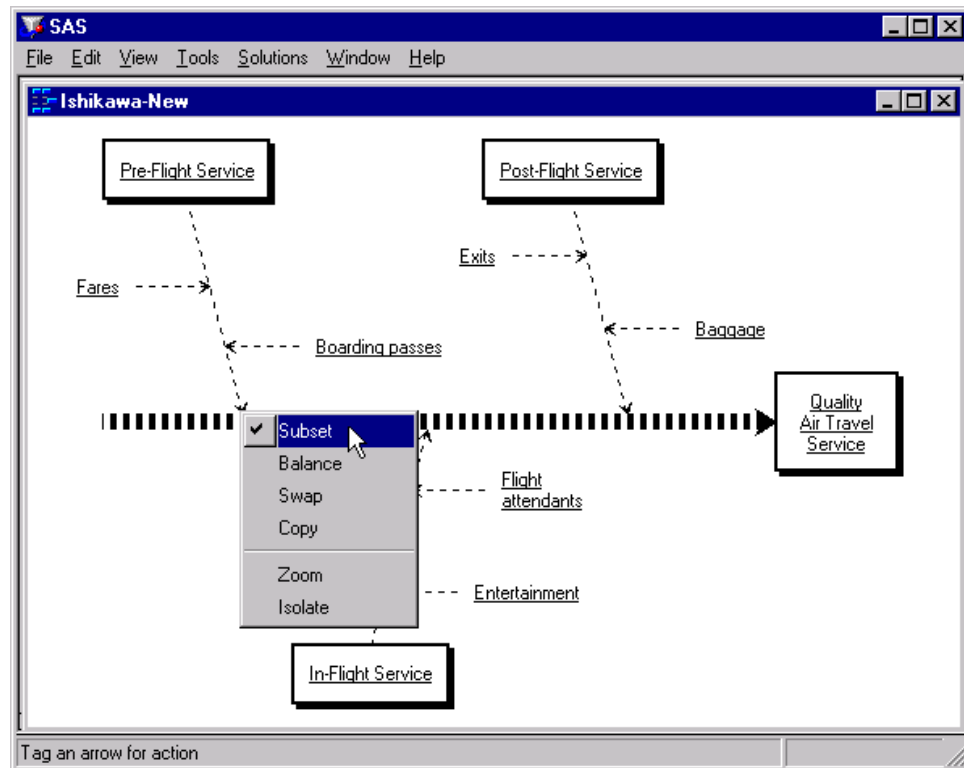 SAS
File Edit View Tools Solutions Window Help
Ishikawa-New
Pre-Flight Service
Post-Flight Service
Exits
Fares
Baggage
Boarding passes
Quality
Air Travel
Service
Subset
Balance
Swap
Copy
Zoom
Isolate
Flight
attendants
Entertainment
In-Flight Service
Tag an arrow for action